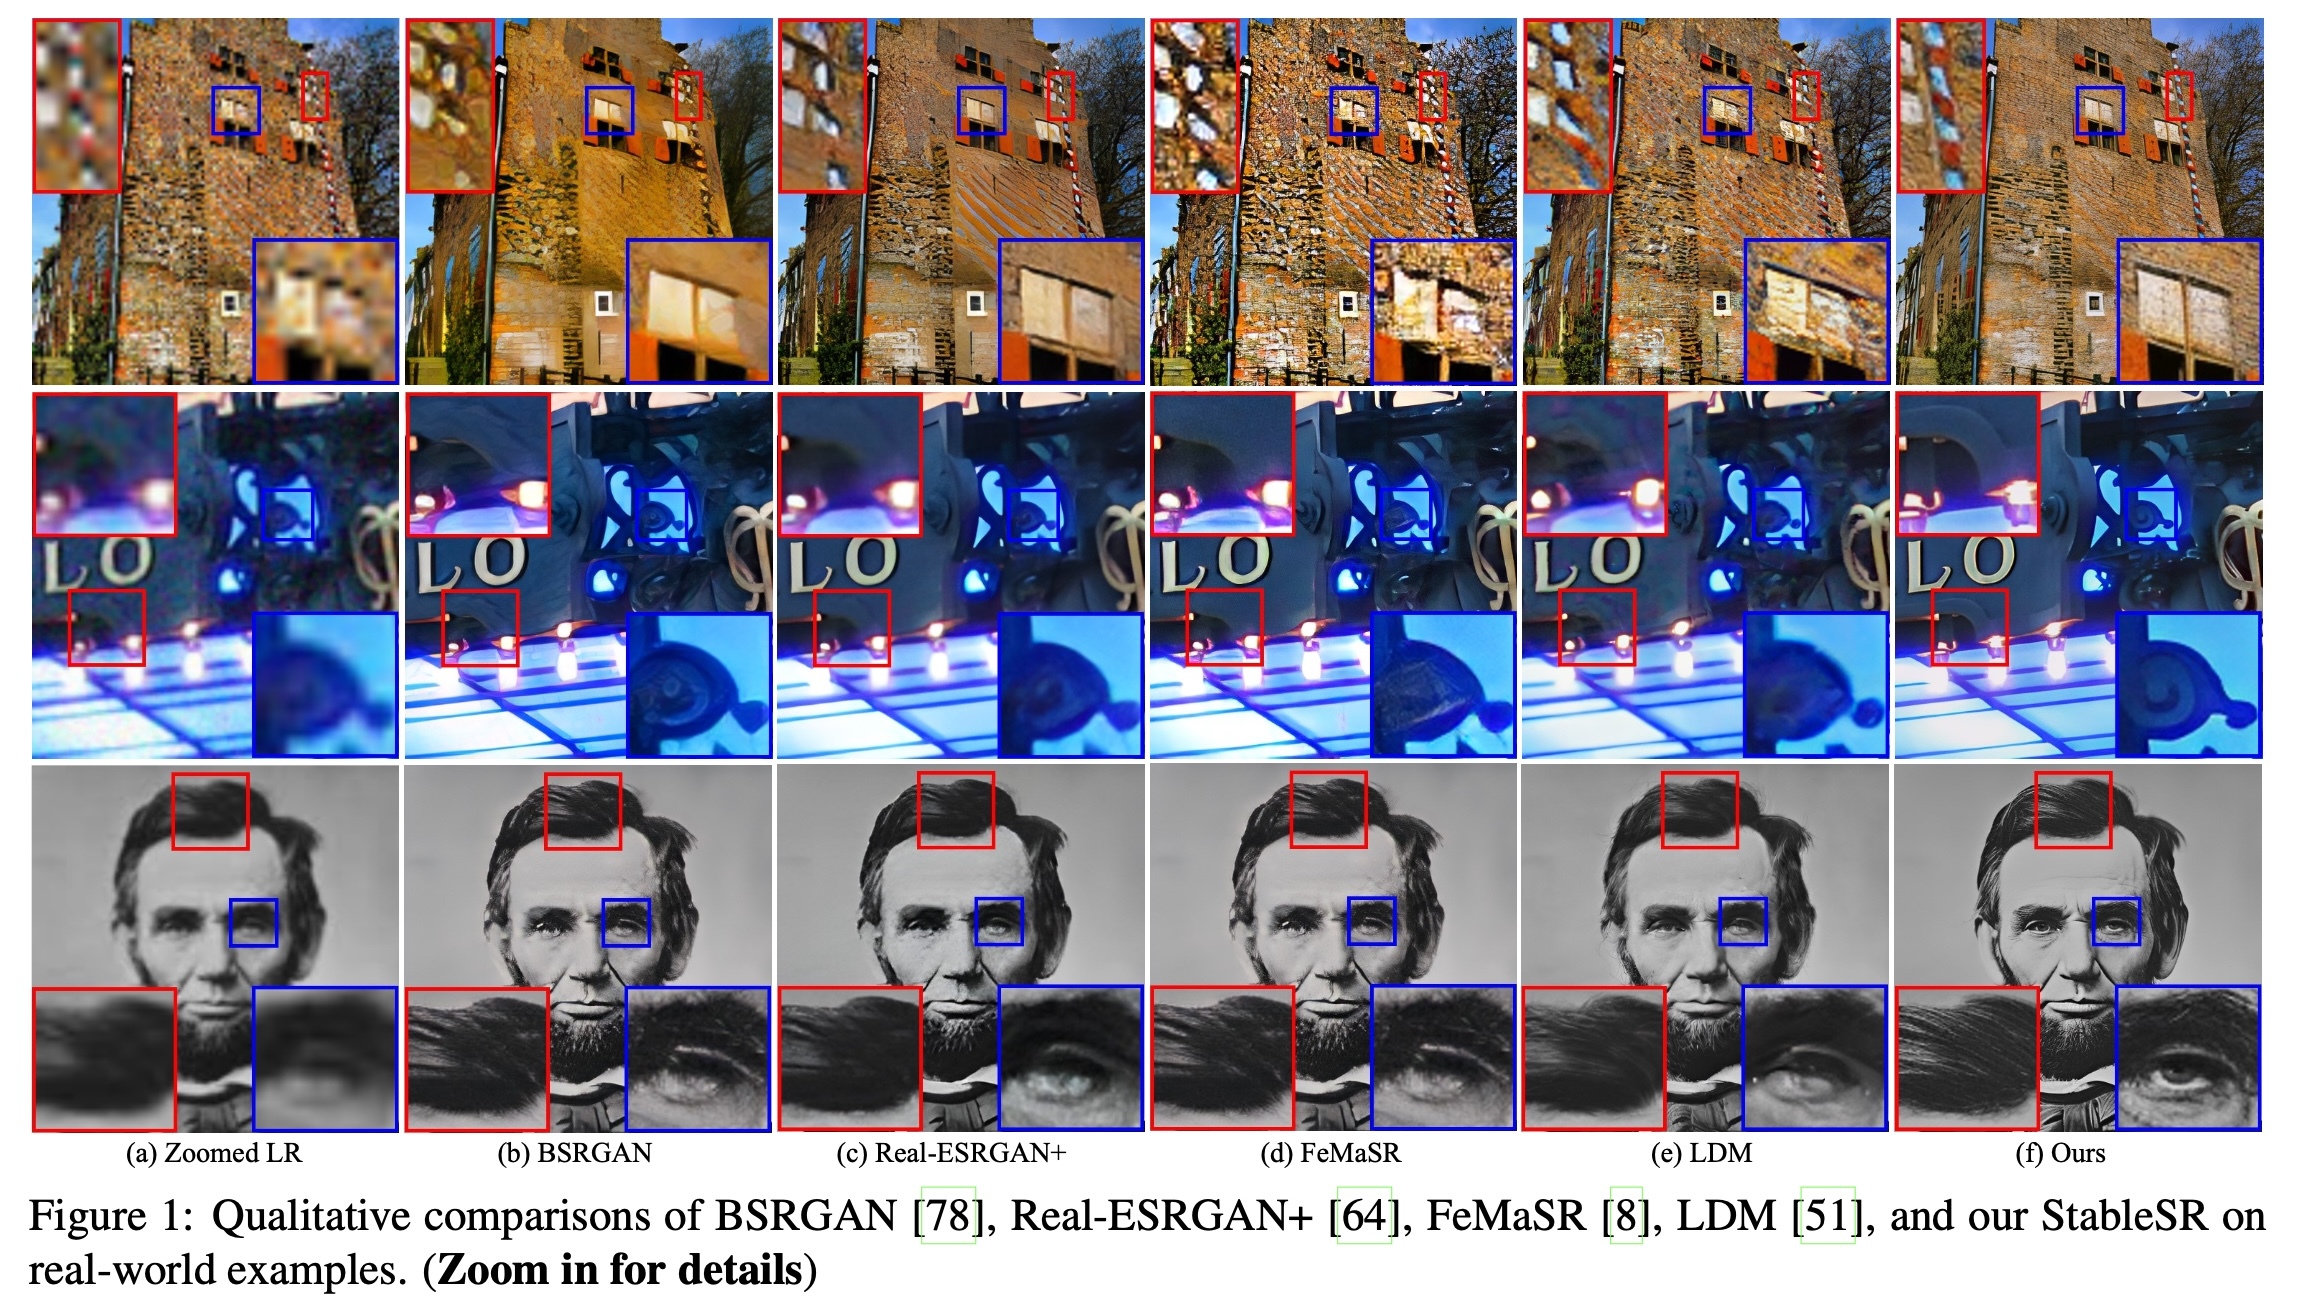 LO LO LO LO LO LO
(a) Zoomed LR (b) BSRGAN (c) Real-ESRGAN+ (d) FeMaSR (e) LDM (f) Ours
Figure 1: Qualitative comparisons of BSRGAN [78], Real-ESRGAN+ [64], FeMaSR [8], LDM [51], and our StableSR on
real-world examples. (Zoom in for details)